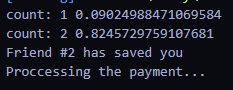 count: 1 0.09024988471069584
count: 2 0.8245729759107681
Friend #2 has saved you
Proccessing the payment...